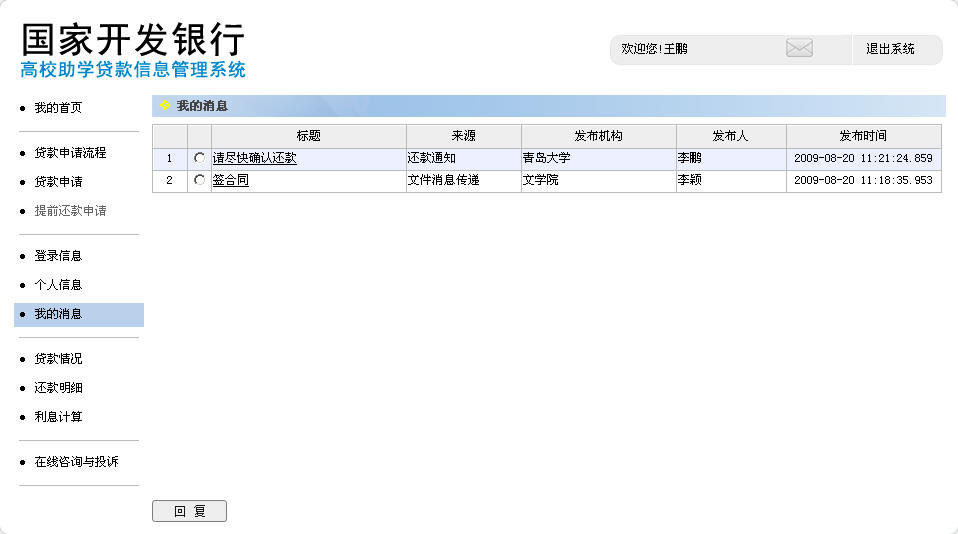 国家开发银行
高校助学贷款信息管理系统
欢迎您!王鹏
退出系统
我的首页
贷款申请流程
贷款申请
提前还款申请
登录信息
个人信息
我的消息
贷款情况
还款明细
利息计算
在线咨询与投诉
我的消息
标题 来源 发布机构 发布人 发布时间
1 请尽快确认还款 还款通知 青岛大学 李鹏 2009-08-20 11:21:24.859
2 签合同 文件消息传递 文学院 李颖 2009-08-20 11:18:35.953
回 复